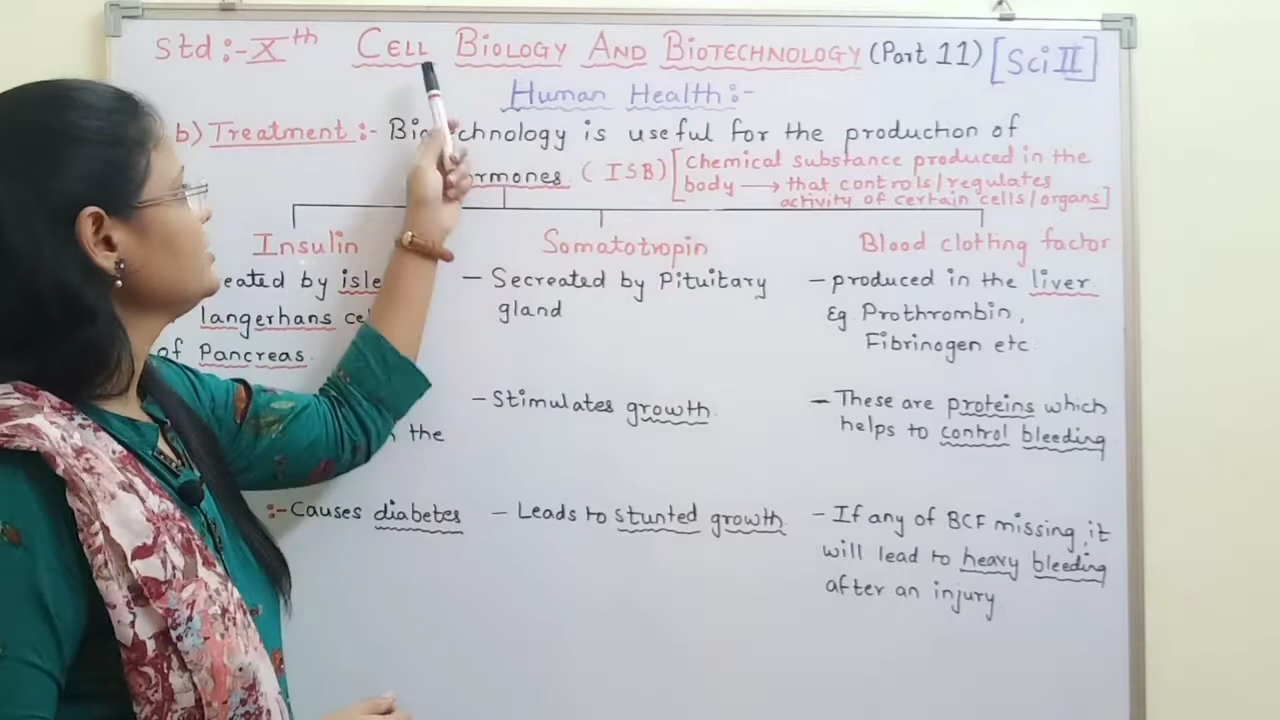 Std :- Xth CELL BIOLOGY AND BIOTECHNOLOGY (Part 11) [Sci II]
Human Health :-
b) Treatment :- Biotechnology is useful for the production of
(ISB) [Chemical substance produced in the
body → that controls/regulates
activity of certain cells/organs]
Insulin
eated by isle
langerhans ce
of Pancreas.
the
:- Causes diabetes
Somatotropin
- Secreated by Pituitary
gland
- Stimulates growth.
- Leads to stunted growth
Blood clotting factor
- produced in the liver.
Eg Prothrombin,
Fibrinogen etc
- These are proteins which
helps to control bleeding
- If any of BCF missing, it
will lead to heavy bleeding
after an injury